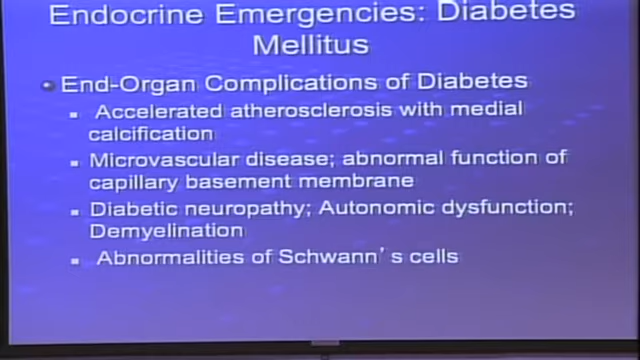 Endocrine Emergencies: Diabetes
Mellitus
End-Organ Complications of Diabetes
Accelerated atherosclerosis with medial
calcification
Microvascular disease; abnormal function of
capillary basement membrane
Diabetic neuropathy; Autonomic dysfunction;
Demyelination
Abnormalities of Schwann's cells